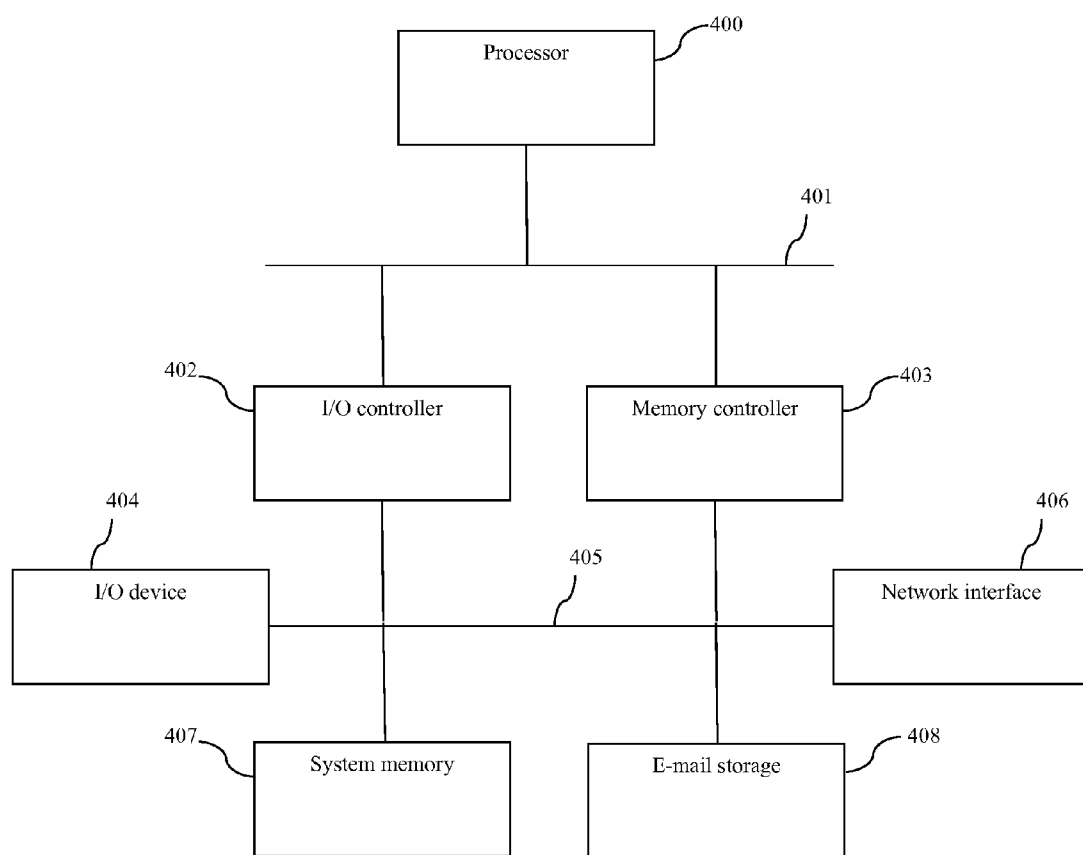 400
Processor
401
402
I/O controller
403
Memory controller
404
I/O device
405
406
Network interface
407
System memory
408
E-mail storage